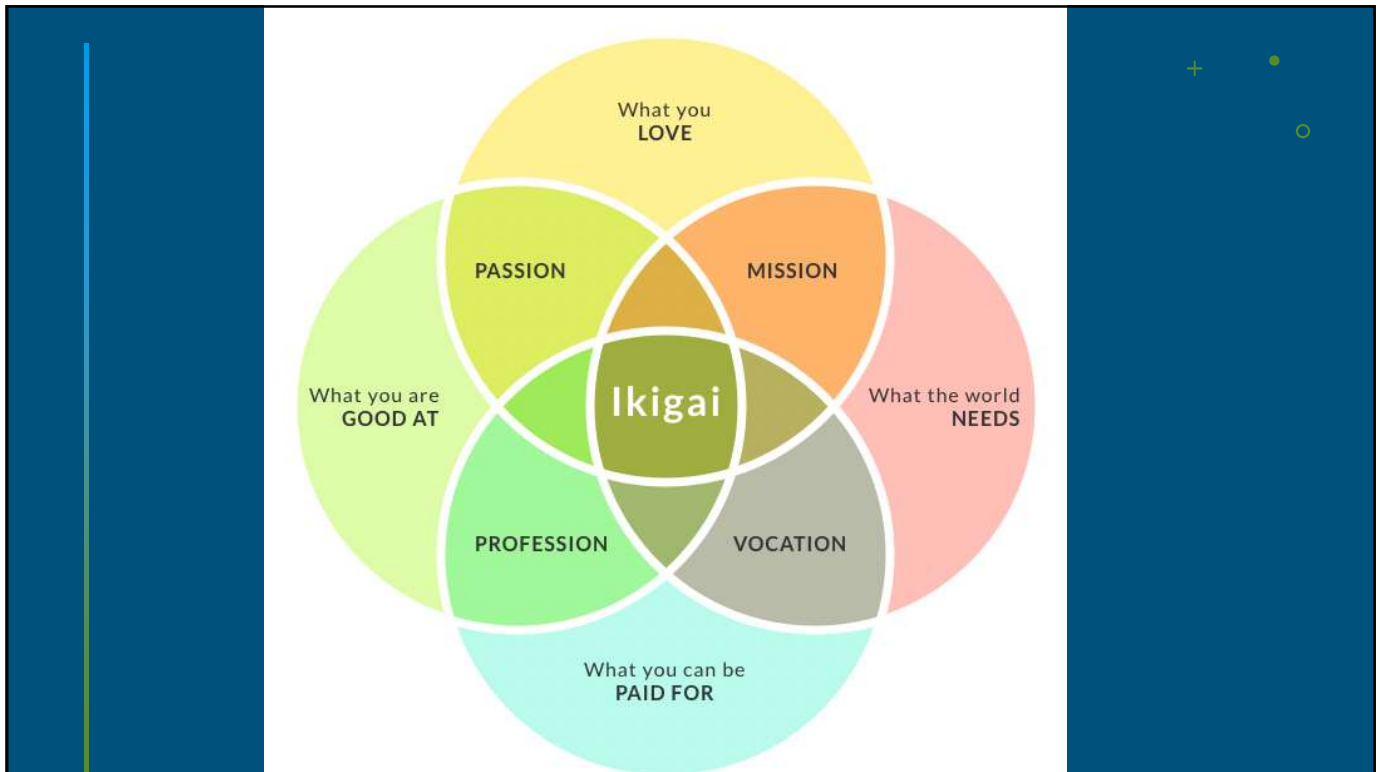 What you
LOVE
PASSION
MISSION
What you are
GOOD AT
Ikigai
What the world
NEEDS
PROFESSION
VOCATION
What you can be
PAID FOR